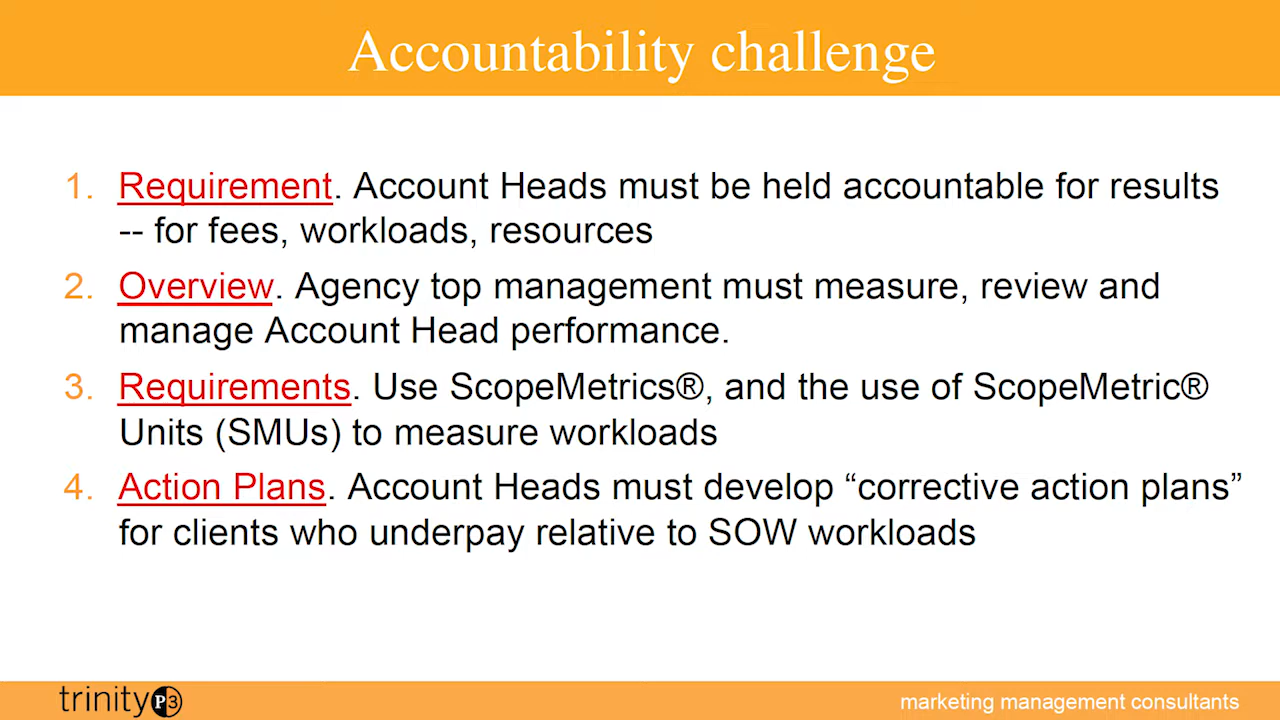 Accountability challenge
1. Requirement. Account Heads must be held accountable for results
-- for fees, workloads, resources
2. Overview. Agency top management must measure, review and
manage Account Head performance.
3. Requirements. Use ScopeMetrics®, and the use of ScopeMetric®
Units (SMUs) to measure workloads
4. Action Plans. Account Heads must develop “corrective action plans”
for clients who underpay relative to SOW workloads
trinity P3
marketing management consultants